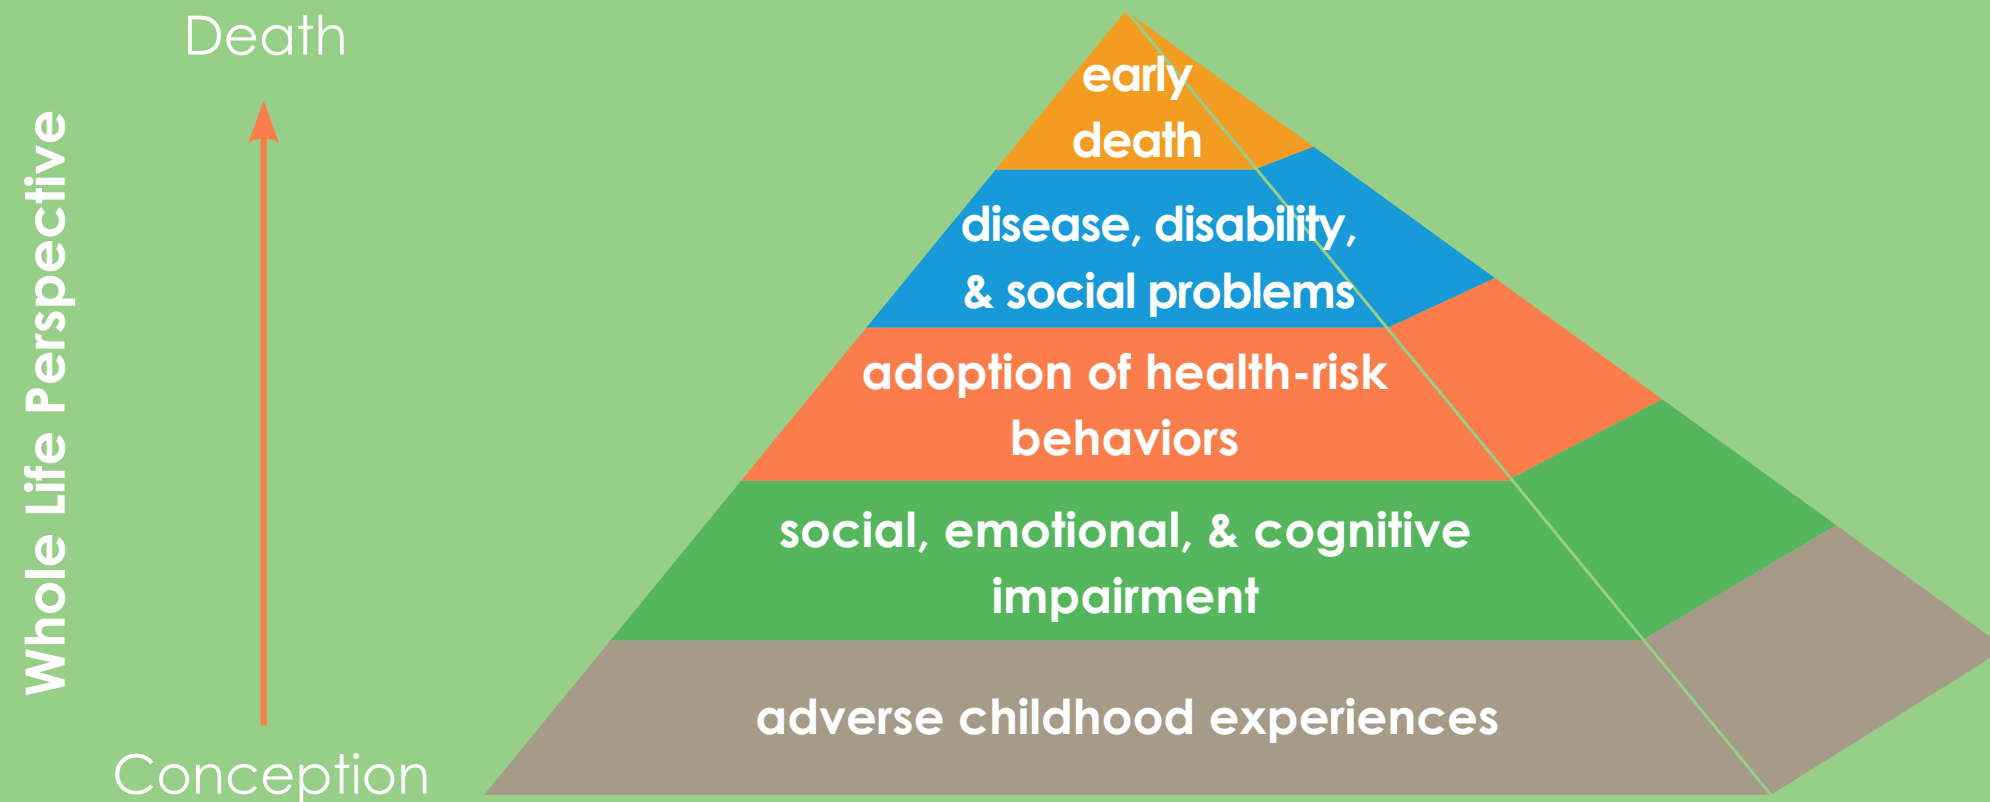 Death
Whole Life Perspective
Conception
early
death
disease, disability,
& social problems
adoption of health-risk
behaviors
social, emotional, & cognitive
impairment
adverse childhood experiences